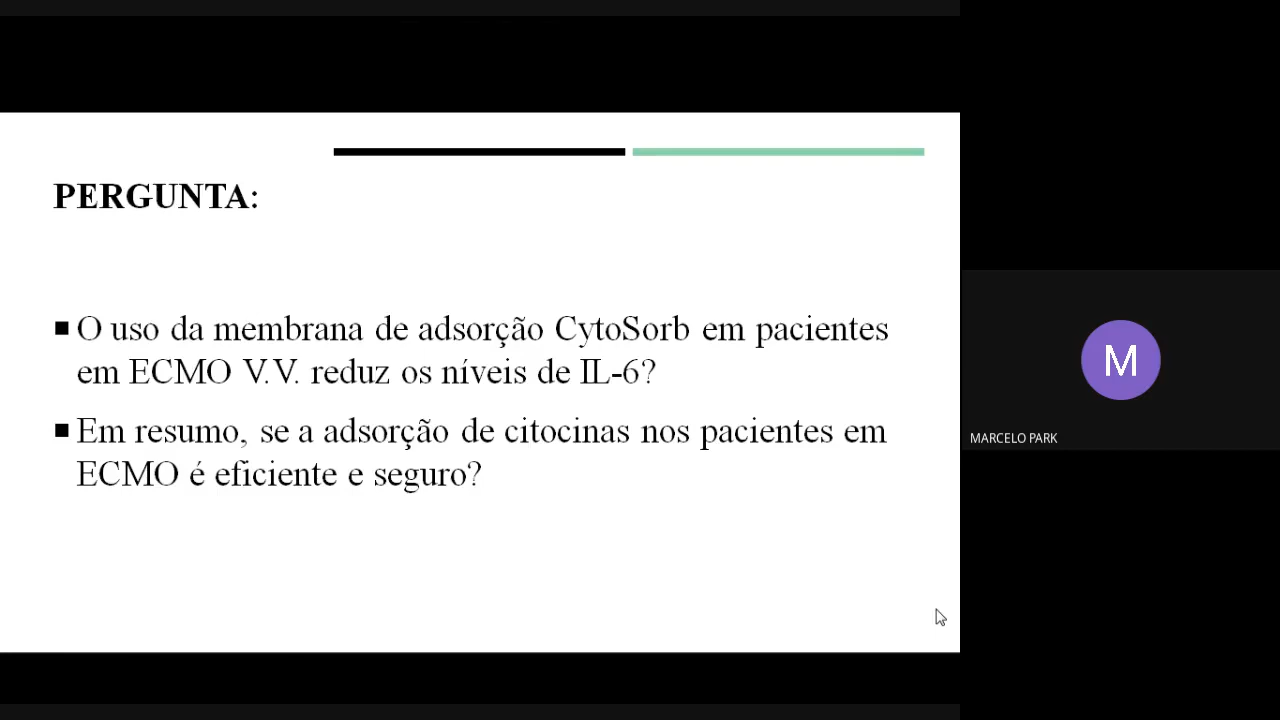 PERGUNTA:
O uso da membrana de adsorção CytoSorb em pacientes
em ECMO V.V. reduz os níveis de IL-6?
Em resumo, se a adsorção de citocinas nos pacientes em
ECMO é eficiente e seguro?
M
MARCELO PARK